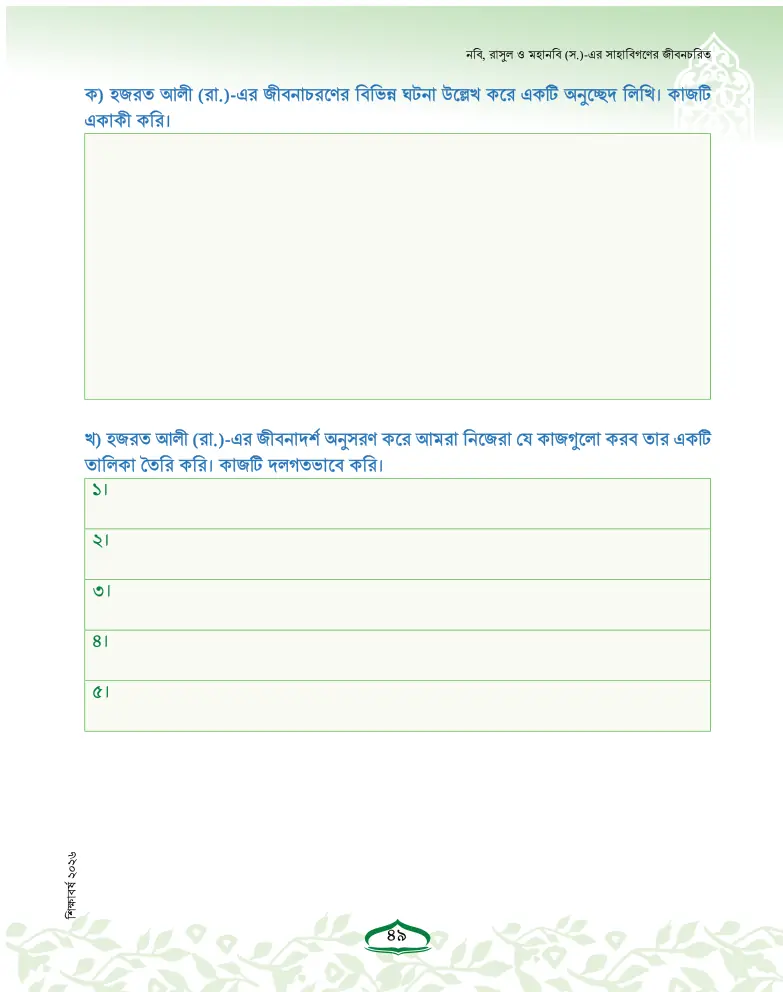 নবি, রাসুল ও মহানবি (স.)-এর সাহাবিগণের জীবনচরিত
ক) হজরত আলী (রা.)-এর জীবনাচরণের বিভিন্ন ঘটনা উল্লেখ করে একটি অনুচ্ছেদ লিখি। কাজটি
একাকী করি।
খ) হজরত আলী (রা.)-এর জীবনাদর্শ অনুসরণ করে আমরা নিজেরা যে কাজগুলো করব তার একটি
তালিকা তৈরি করি। কাজটি দলগতভাবে করি।
১।
২।
৩।
৪।
৫।
শিক্ষাবর্ষ ২০২৬
৪৯